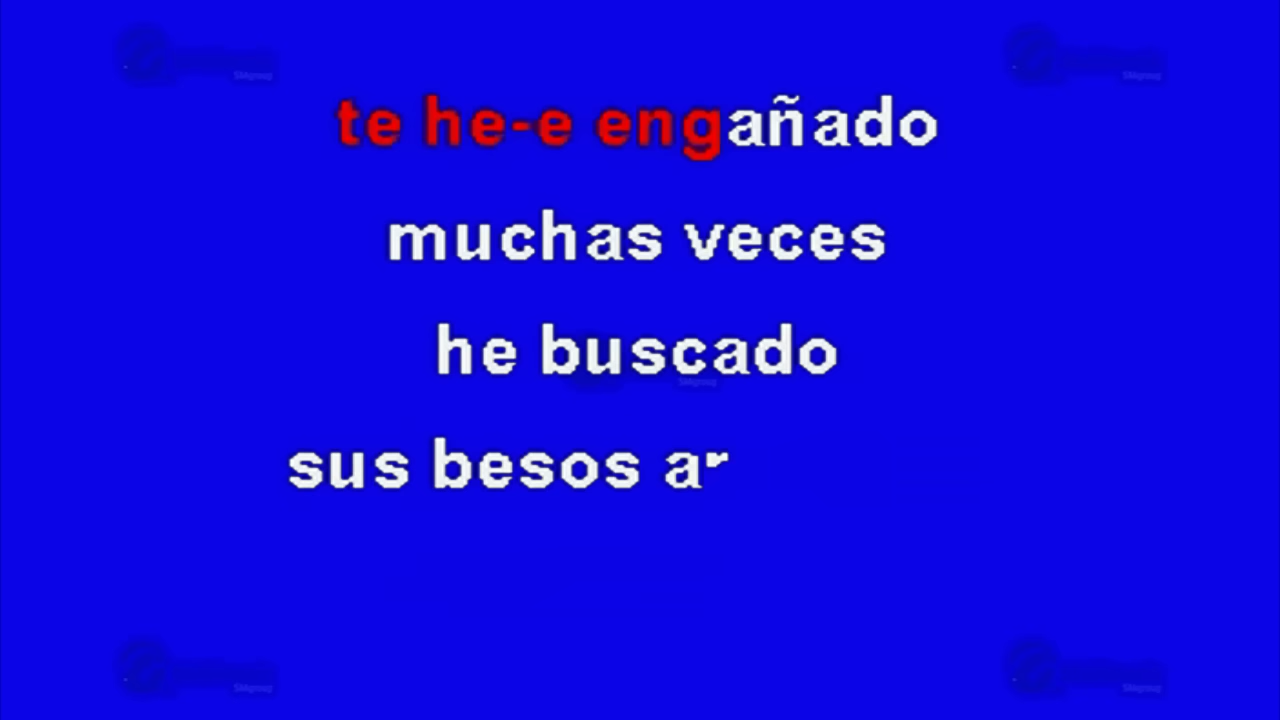 te he-e engañado
muchas veces
he buscado
sus besos